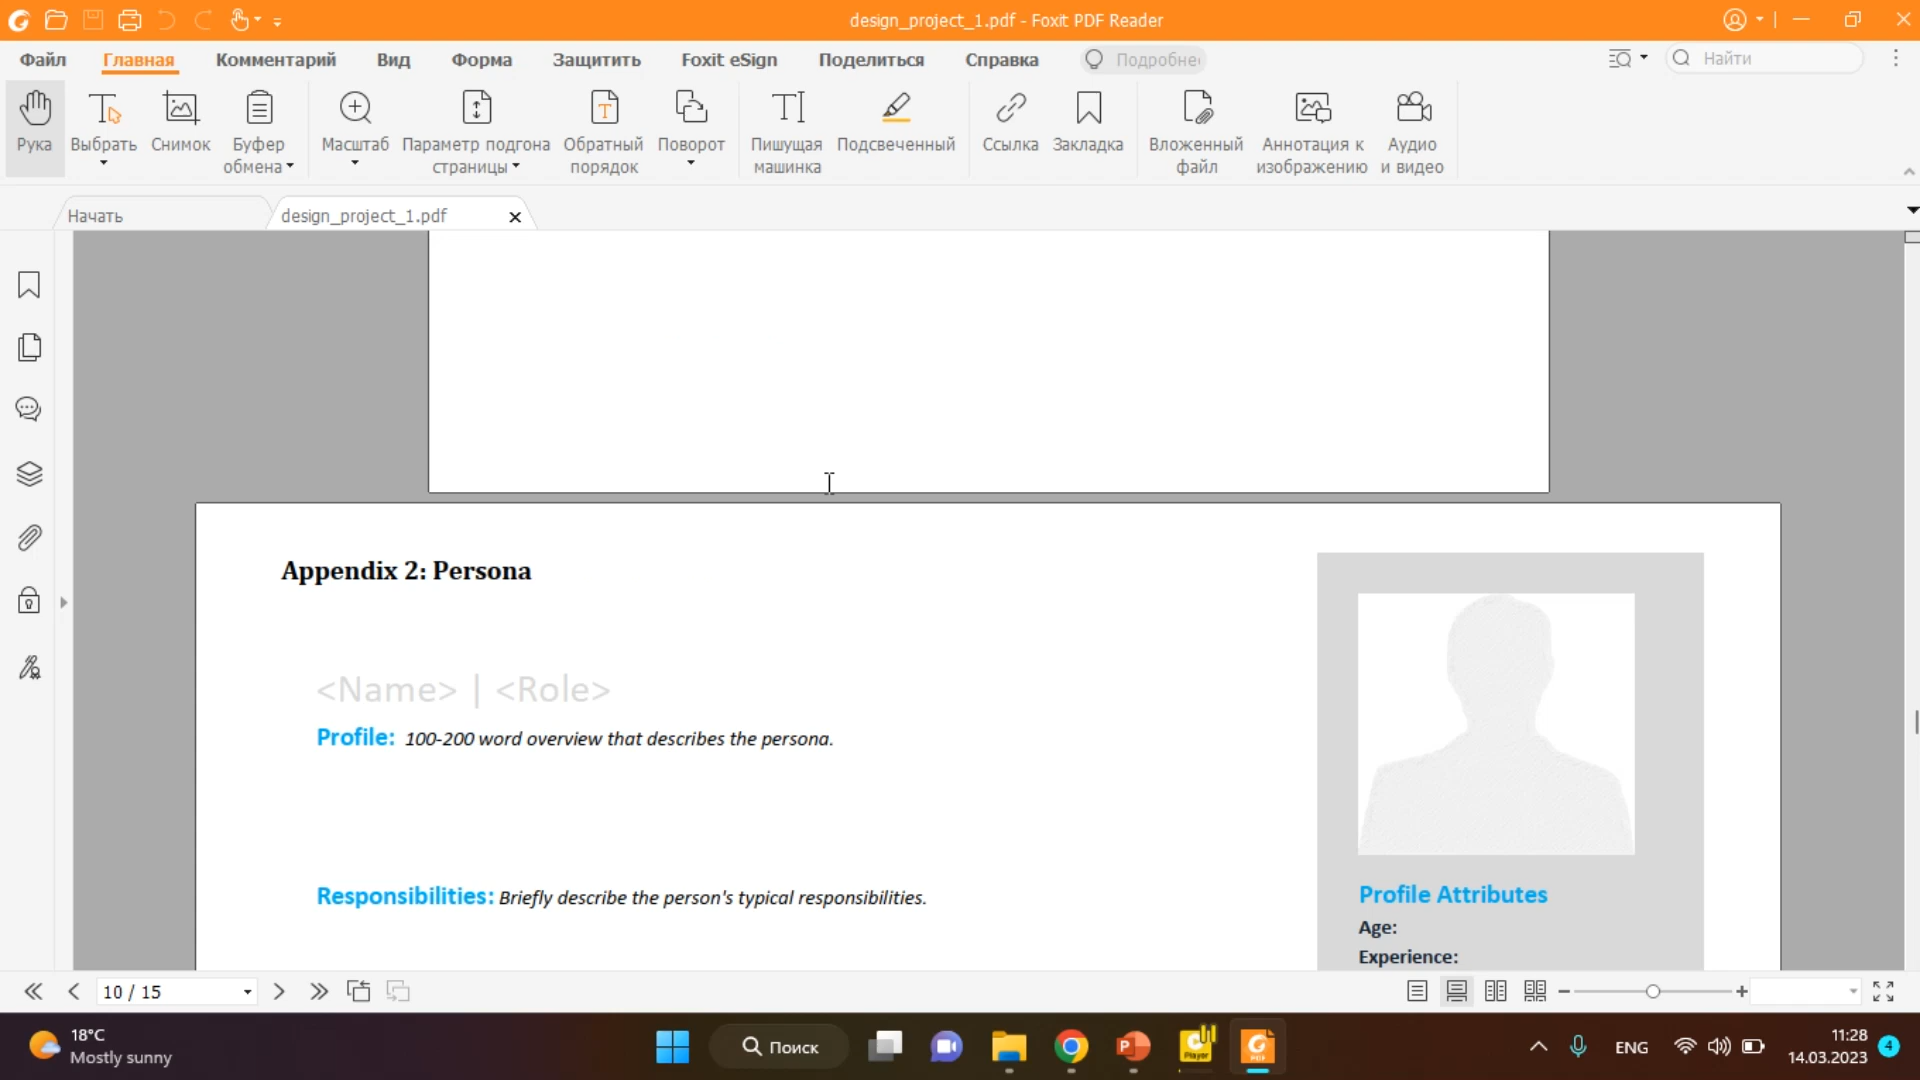 design_project_1.pdf - Foxit PDF Reader
Файл Главная Комментарий Вид Форма Защитить Foxit eSign Поделиться Справка Подробне Найти
Рука Выбрать Снимок Буфер обмена Масштаб Параметр подгона страницы Обратный порядок Поворот Пишущая машинка Подсвеченный Ссылка Закладка Вложенный файл Аннотация к изображению Аудио и видео
Начать design_project_1.pdf
Appendix 2: Persona
<Name> | <Role>
Profile: 100-200 word overview that describes the persona.
Responsibilities: Briefly describe the person's typical responsibilities.
Profile Attributes
Age:
Experience:
10 / 15
18°C
Mostly sunny
Поиск
Player
PDF
ENG
11:28
14.03.2023
4